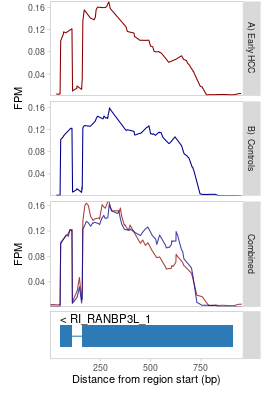 0.16
0.12
0.08
0.04
A) Early HCC
FPM
0.16
0.12
0.08
0.04
B) Controls
0.16
0.12
0.08
0.04
Combined
FPM
< RI_RANBP3L_1
250
500
750
Distance from region start (bp)